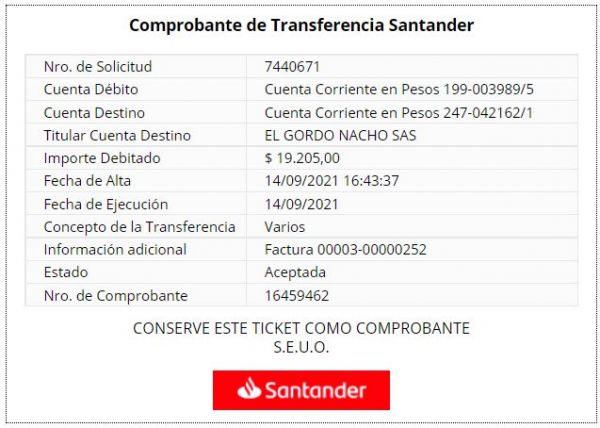 Comprobante de Transferencia Santander
Nro. de Solicitud 7440671
Cuenta Débito Cuenta Corriente en Pesos 199-003989/5
Cuenta Destino Cuenta Corriente en Pesos 247-042162/1
Titular Cuenta Destino EL GORDO NACHO SAS
Importe Debitado $ 19.205,00
Fecha de Alta 14/09/2021 16:43:37
Fecha de Ejecución 14/09/2021
Concepto de la Transferencia Varios
Información adicional Factura 00003-00000252
Estado Aceptada
Nro. de Comprobante 16459462
CONSERVE ESTE TICKET COMO COMPROBANTE
S.E.U.O.
Santander